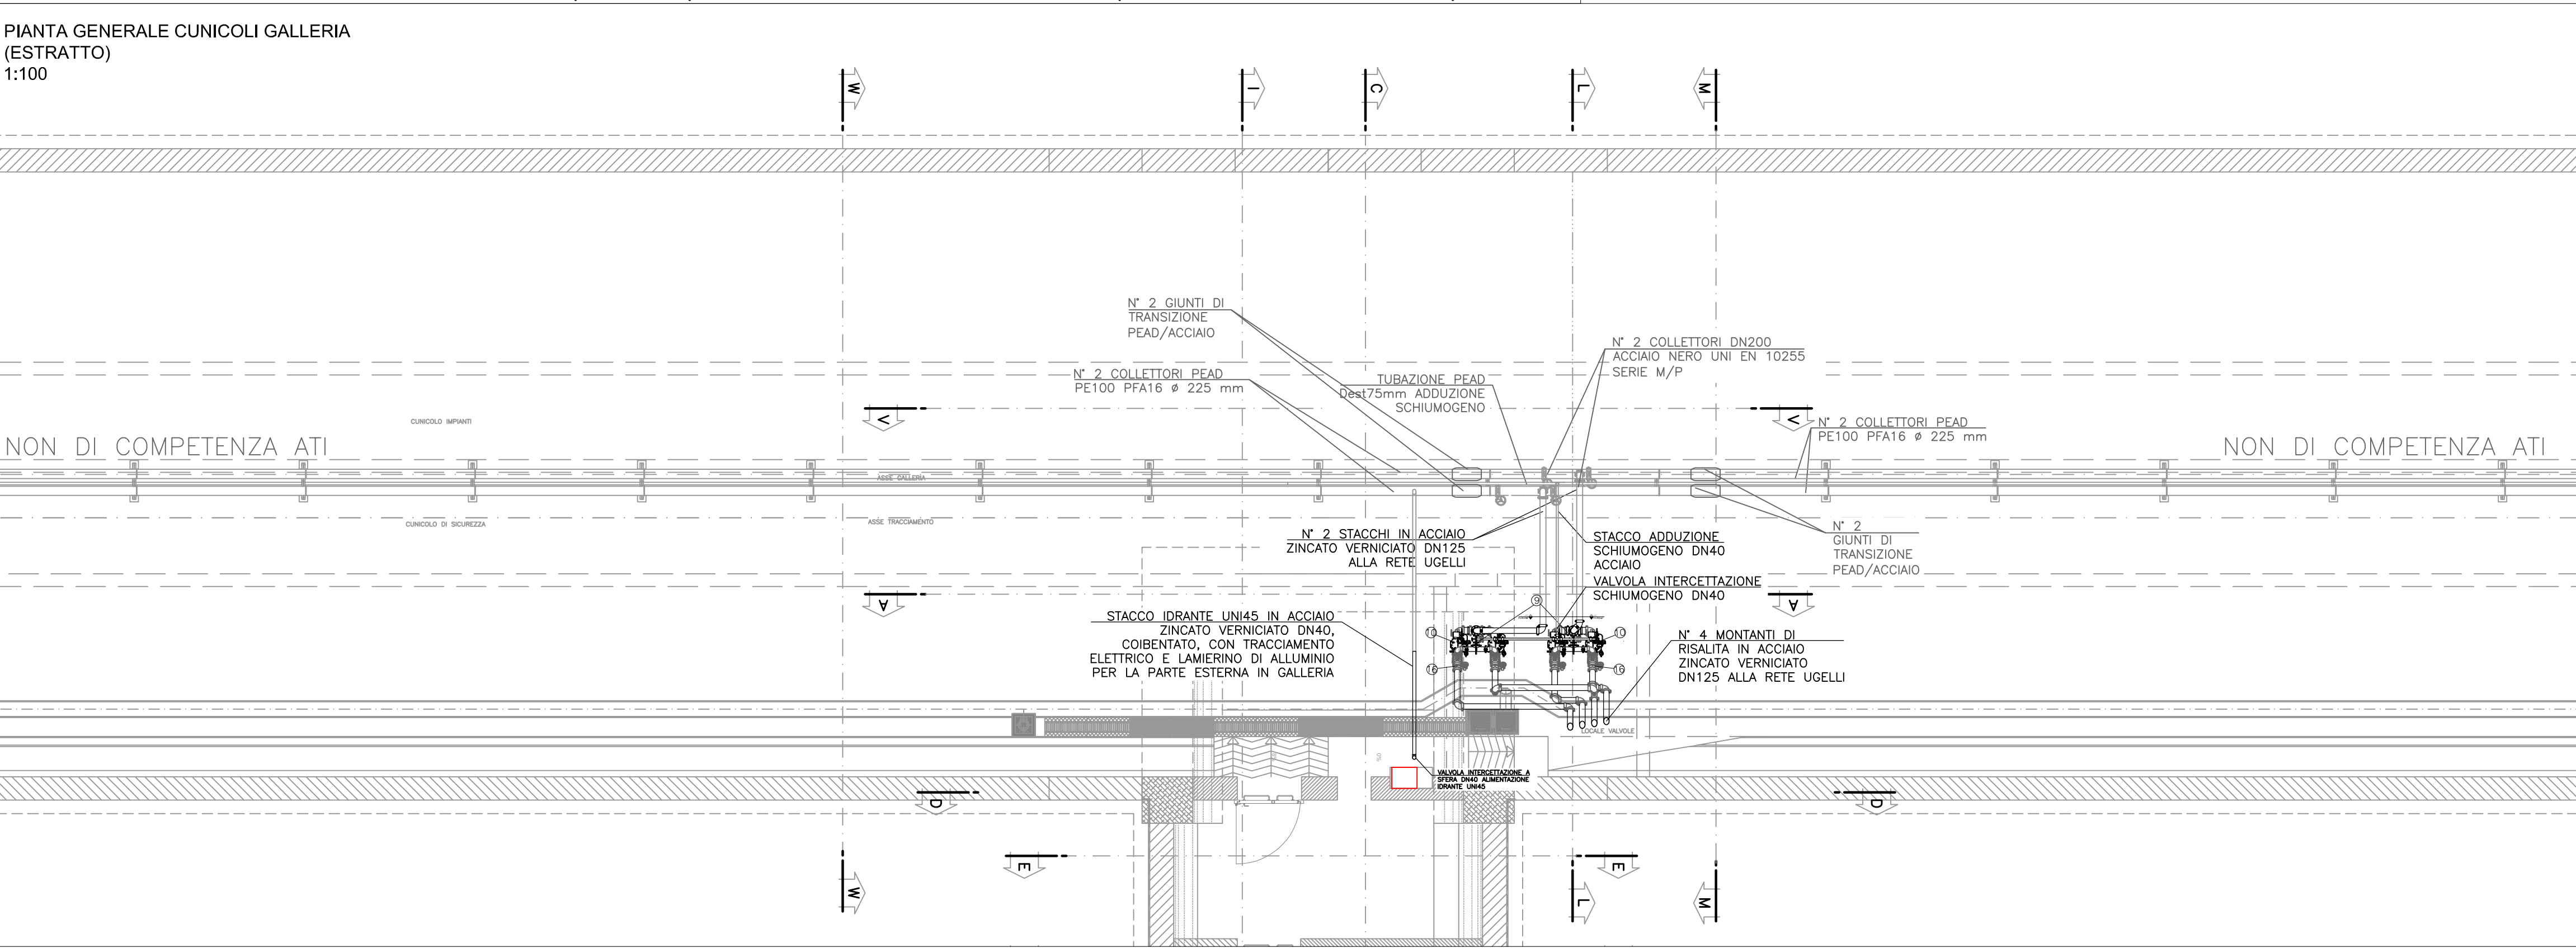 PIANTA GENERALE CUNICOLI GALLERIA
(ESTRATTO)
1:100
W
I
C
L
M
N° 2 GIUNTI DI
TRANSIZIONE
PEAD/ACCIAIO
N° 2 COLLETTORI DN200
ACCIAIO NERO UNI EN 10255
SERIE M/P
N° 2 COLLETTORI PEAD
PE100 PFA16 ø 225 mm
TUBAZIONE PEAD
Dest75mm ADDUZIONE
SCHIUMOGENO
CUNICOLO IMPIANTI
V
V
N° 2 COLLETTORI PEAD
PE100 PFA16 ø 225 mm
NON DI COMPETENZA ATI
NON DI COMPETENZA ATI
ASSE GALLERIA
CUNICOLO DI SICUREZZA
ASSE TRACCIAMENTO
N° 2 STACCHI IN ACCIAIO
ZINCATO VERNICIATO DN125
ALLA RETE UGELLI
STACCO ADDUZIONE
SCHIUMOGENO DN40
ACCIAIO
N° 2
GIUNTI DI
TRANSIZIONE
PEAD/ACCIAIO
VALVOLA INTERCETTAZIONE
SCHIUMOGENO DN40
A
A
9
STACCO IDRANTE UNI45 IN ACCIAIO
ZINCATO VERNICIATO DN40,
COIBENTATO, CON TRACCIAMENTO
ELETTRICO E LAMIERINO DI ALLUMINIO
PER LA PARTE ESTERNA IN GALLERIA
10
10
16
16
N° 4 MONTANTI DI
RISALITA IN ACCIAIO
ZINCATO VERNICIATO
DN125 ALLA RETE UGELLI
LOCALE VALVOLE
VALVOLA INTERCETTAZIONE A
SFERA DN40 ALIMENTAZIONE
IDRANTE UNI45
D
D
E
E
W
L
M